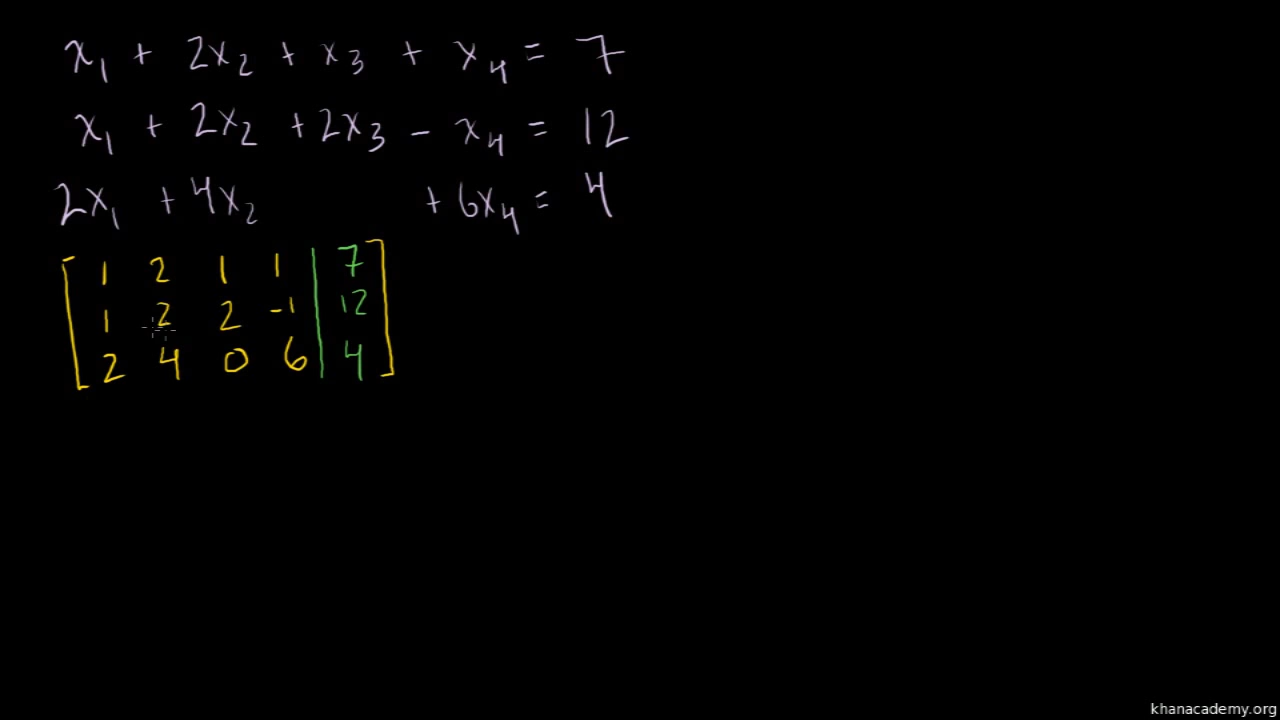 x₁ + 2x₂ + x₃ + x₄ = 7
x₁ + 2x₂ + 2x₃ - x₄ = 12
2x₁ + 4x₂ + 6x₄ = 4
1 2 1 1 | 7
1 2 2 -1 | 12
2 4 0 6 | 4
khanacademy.org